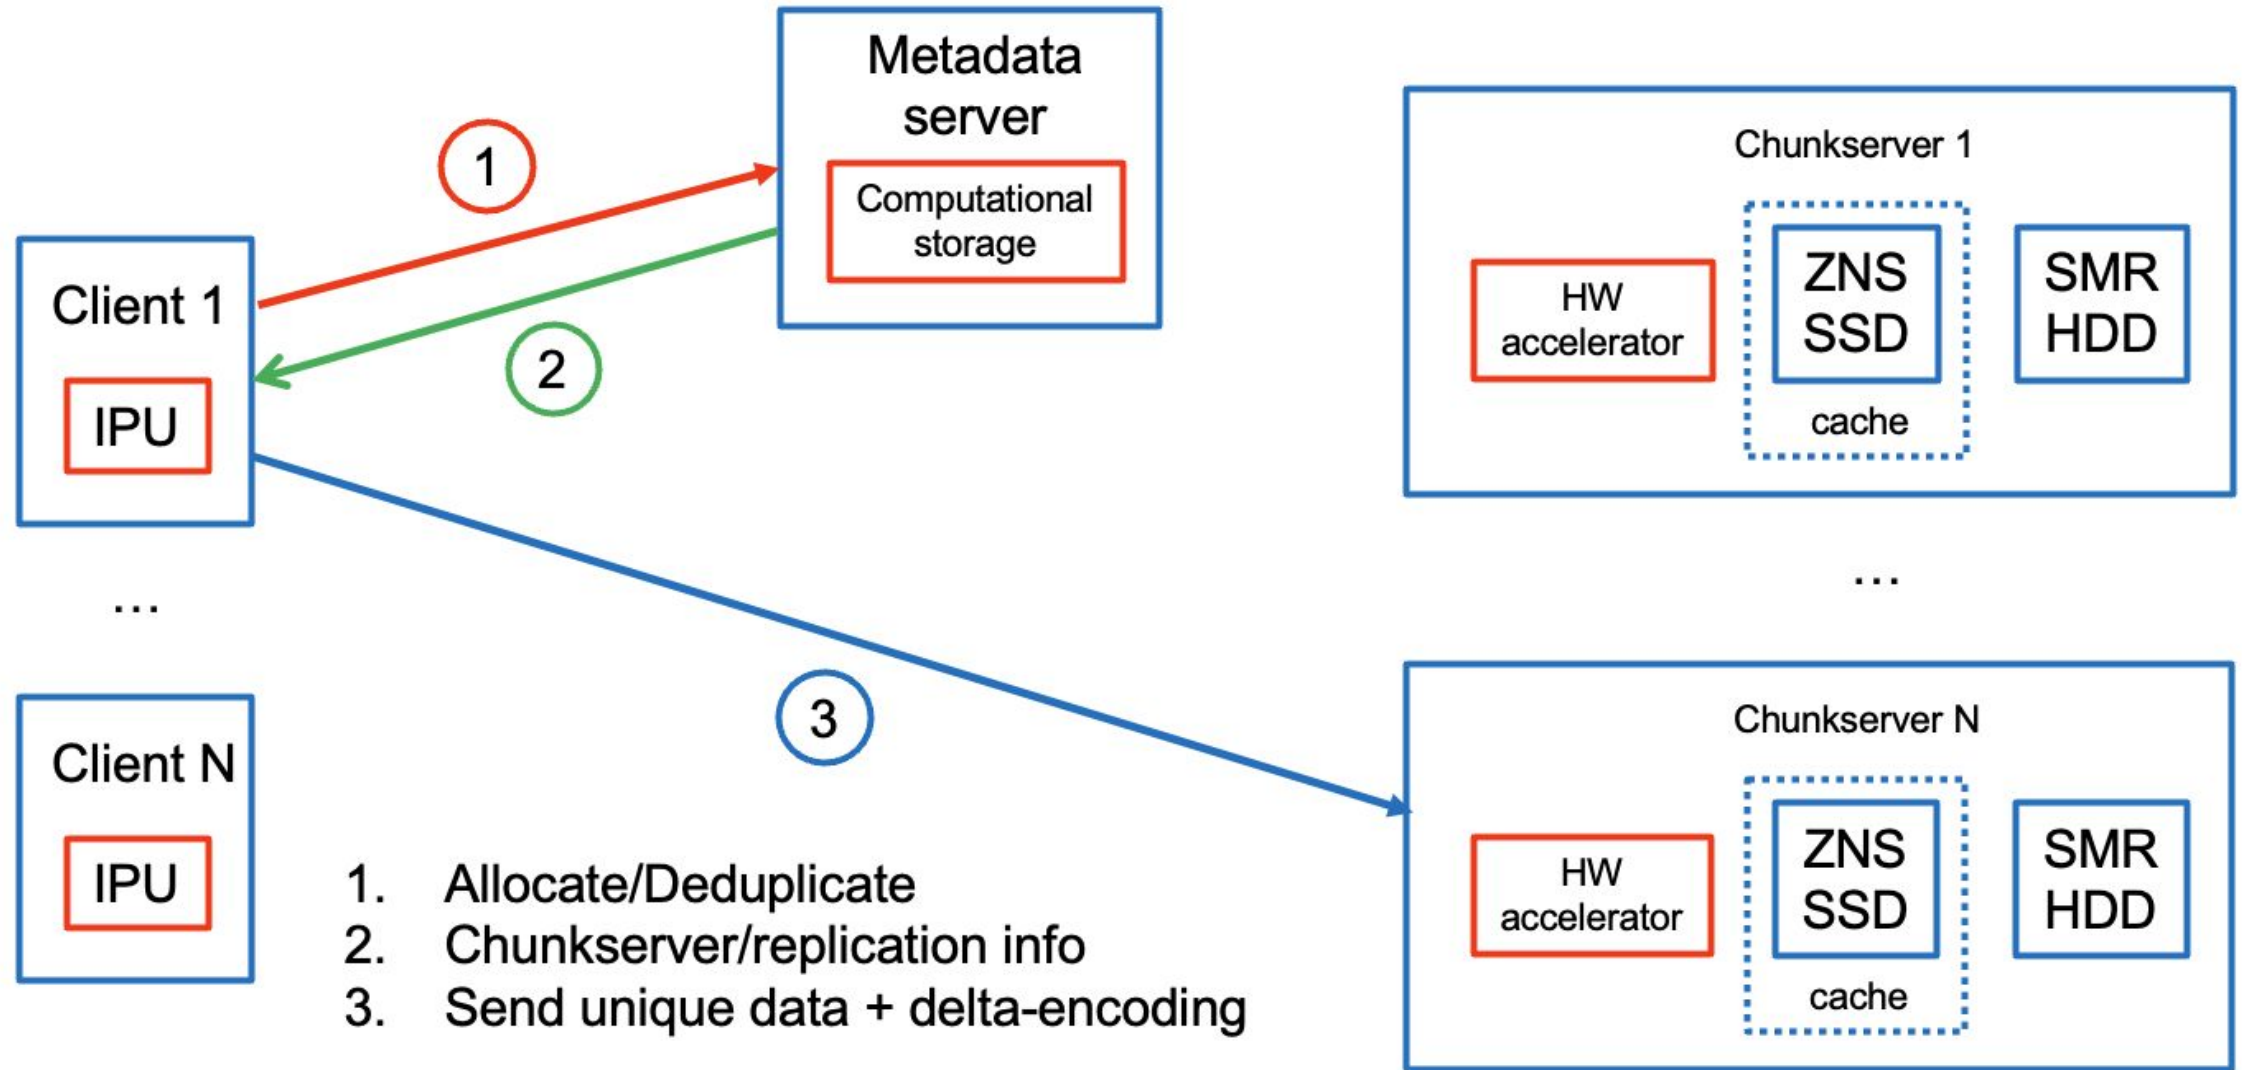 Metadata
server
Computational
storage
1
2
Client 1
IPU
...
Client N
IPU
3
Chunkserver 1
HW
accelerator
ZNS
SSD
cache
SMR
HDD
...
Chunkserver N
HW
accelerator
ZNS
SSD
cache
SMR
HDD
1. Allocate/Deduplicate
2. Chunkserver/replication info
3. Send unique data + delta-encoding